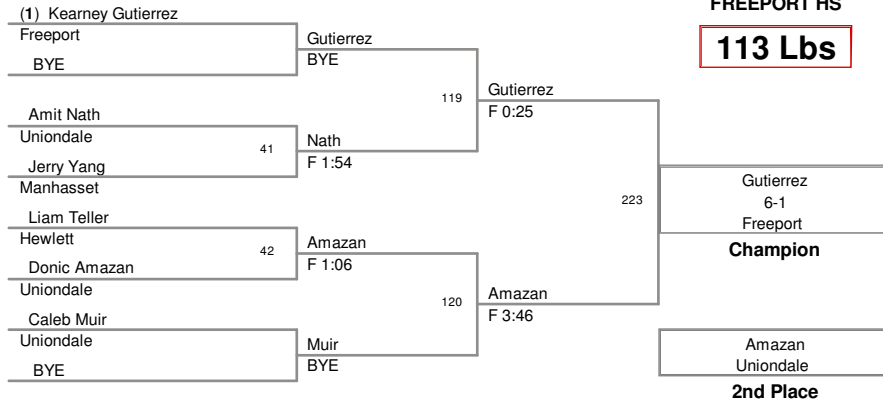 FREEPORT HS
113 Lbs
(1) Kearney Gutierrez
Freeport
BYE
Amit Nath
Uniondale
Jerry Yang
Manhasset
Liam Teller
Hewlett
Donic Amazan
Uniondale
Caleb Muir
Uniondale
BYE
41
42
Gutierrez
BYE
Nath
F 1:54
Amazan
F 1:06
Muir
BYE
119
120
Gutierrez
F 0:25
Amazan
F 3:46
223
Gutierrez
6-1
Freeport
Champion
Amazan
Uniondale
2nd Place